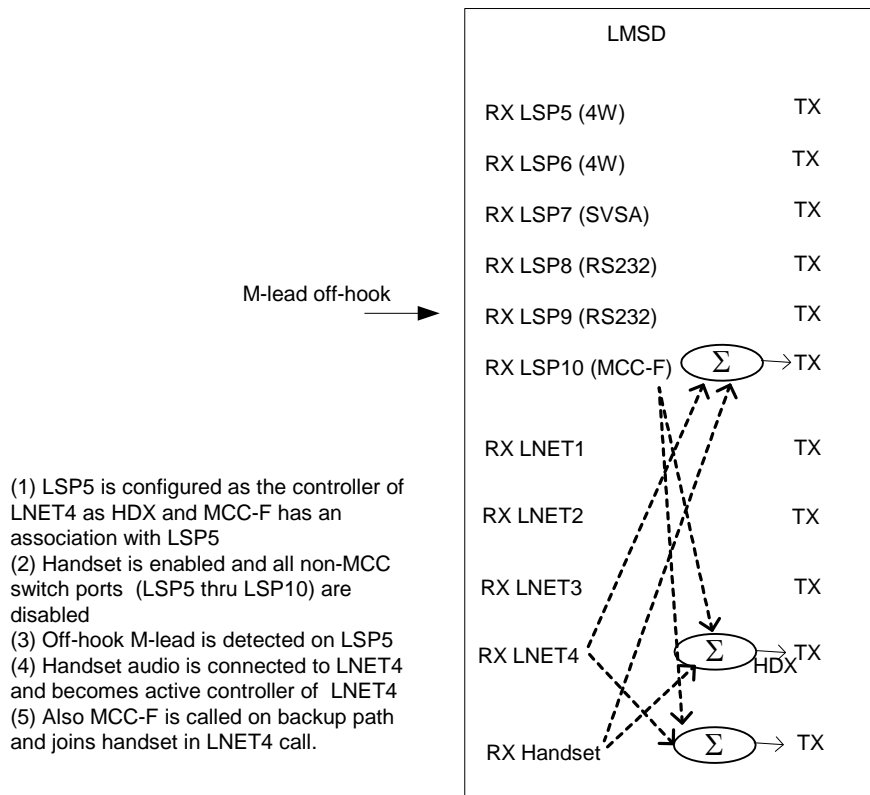 LMSD
RX LSP5 (4W) TX
RX LSP6 (4W) TX
RX LSP7 (SVSA) TX
RX LSP8 (RS232) TX
M-lead off-hook
RX LSP9 (RS232) TX
RX LSP10 (MCC-F) Σ TX
RX LNET1 TX
RX LNET2 TX
RX LNET3 TX
RX LNET4 Σ HDX TX
RX Handset Σ TX
(1) LSP5 is configured as the controller of
LNET4 as HDX and MCC-F has an
association with LSP5
(2) Handset is enabled and all non-MCC
switch ports (LSP5 thru LSP10) are
disabled
(3) Off-hook M-lead is detected on LSP5
(4) Handset audio is connected to LNET4
and becomes active controller of LNET4
(5) Also MCC-F is called on backup path
and joins handset in LNET4 call.